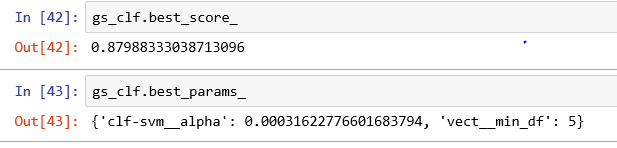 In [42]: gs_clf.best_score_
Out[42]: 0.87988333038713096
In [43]: gs_clf.best_params_
Out[43]: {'clf-svm__alpha': 0.00031622776601683794, 'vect__min_df': 5}